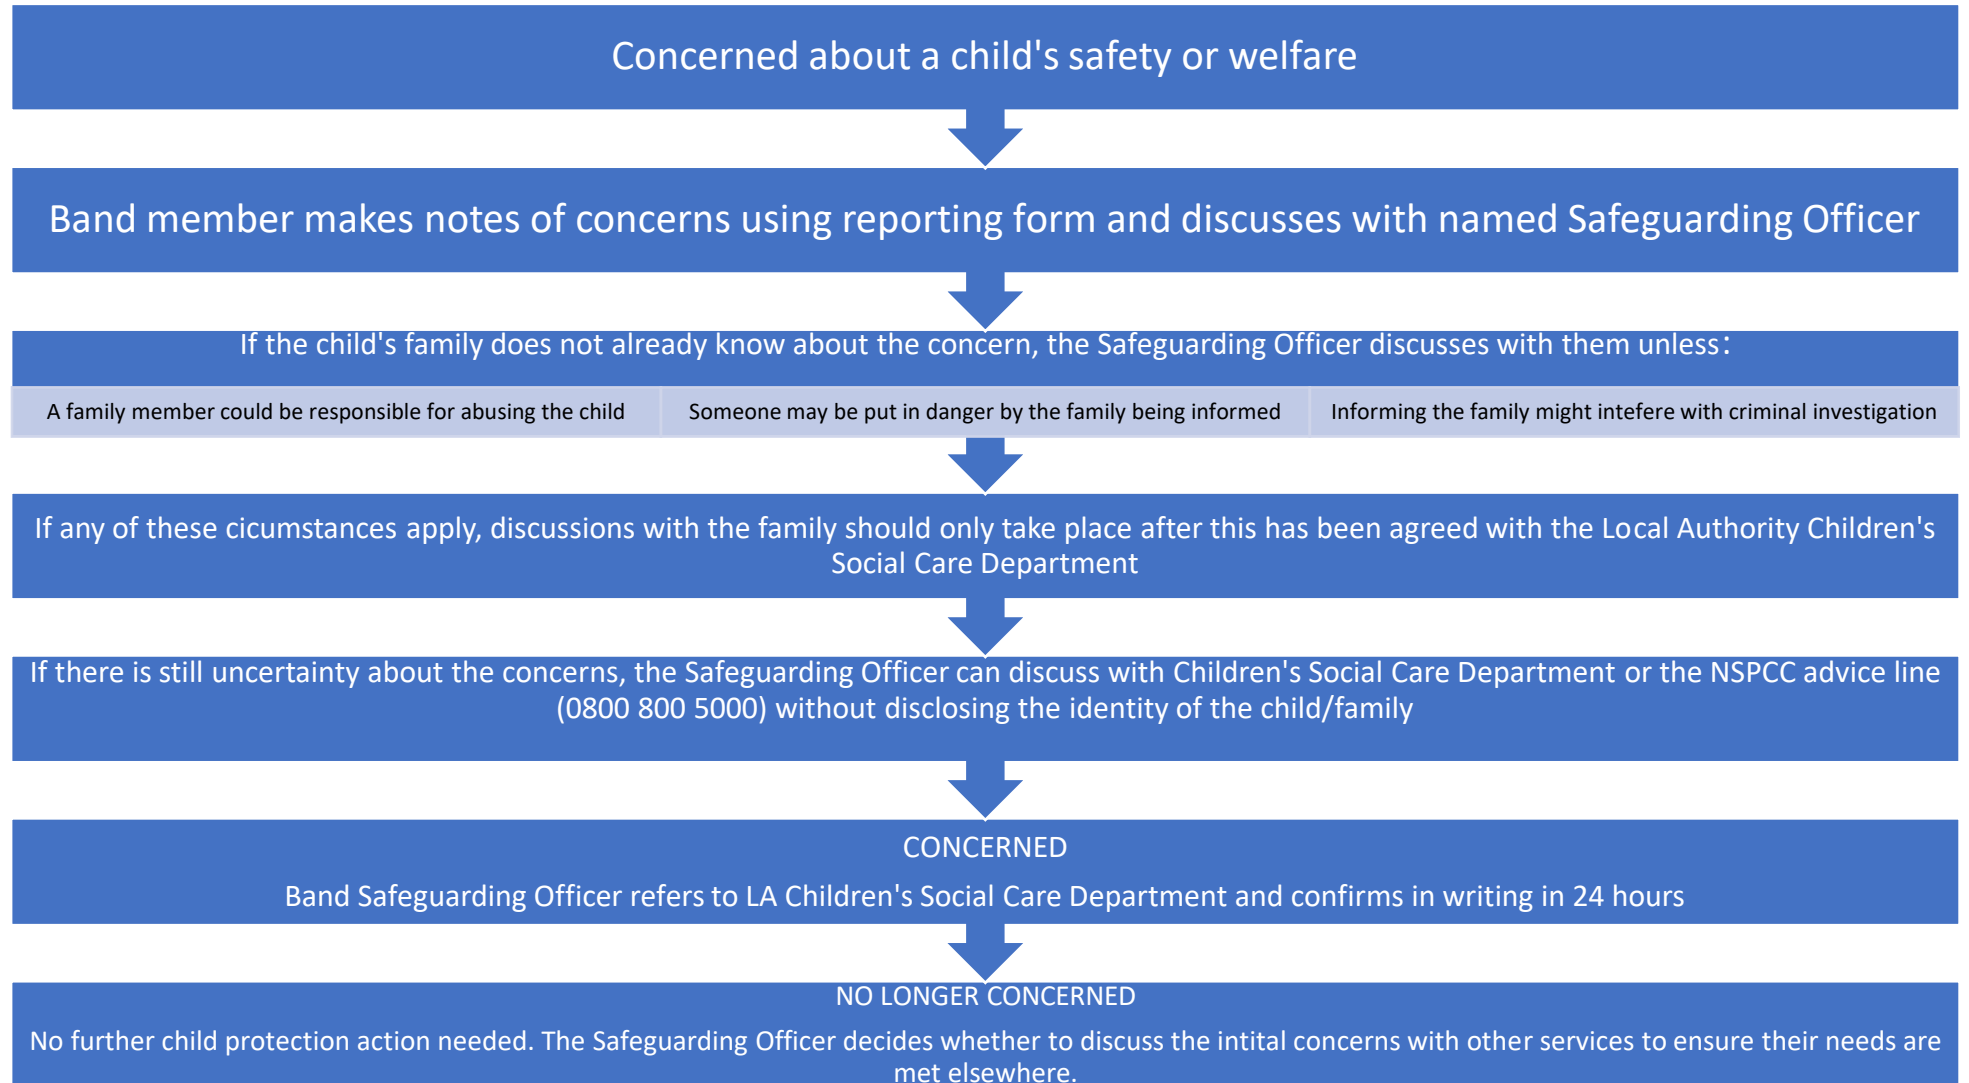 Concerned about a child's safety or welfare
Band member makes notes of concerns using reporting form and discusses with named Safeguarding Officer
If the child's family does not already know about the concern, the Safeguarding Officer discusses with them unless:
A family member could be responsible for abusing the child
Someone may be put in danger by the family being informed
Informing the family might intefere with criminal investigation
If any of these cicumstances apply, discussions with the family should only take place after this has been agreed with the Local Authority Children's
Social Care Department
If there is still uncertainty about the concerns, the Safeguarding Officer can discuss with Children's Social Care Department or the NSPCC advice line
(0800 800 5000) without disclosing the identity of the child/family
CONCERNED
Band Safeguarding Officer refers to LA Children's Social Care Department and confirms in writing in 24 hours
NO LONGER CONCERNED
No further child protection action needed. The Safeguarding Officer decides whether to discuss the intital concerns with other services to ensure their needs are
met elsewhere.